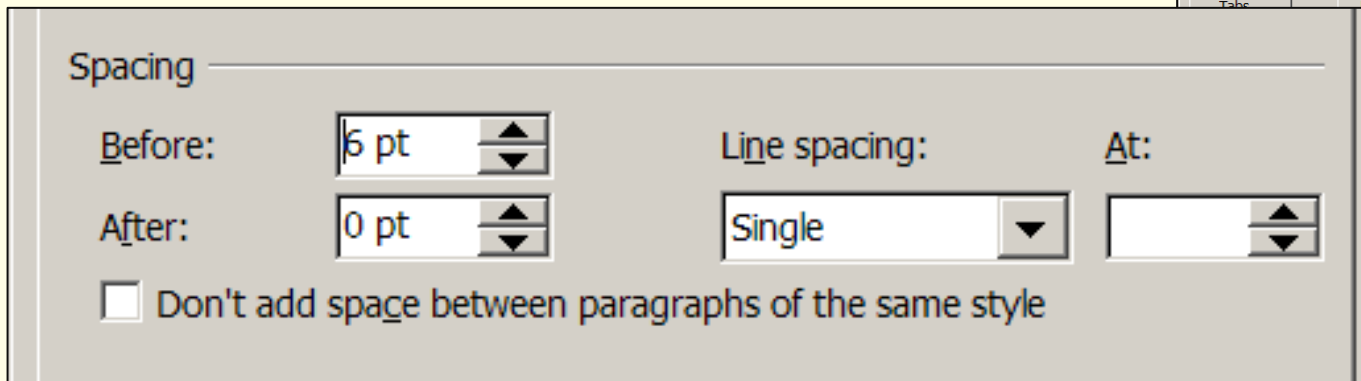 Tabs
Spacing
Before: 6 pt Line spacing: At:
After: 0 pt Single
Don't add space between paragraphs of the same style